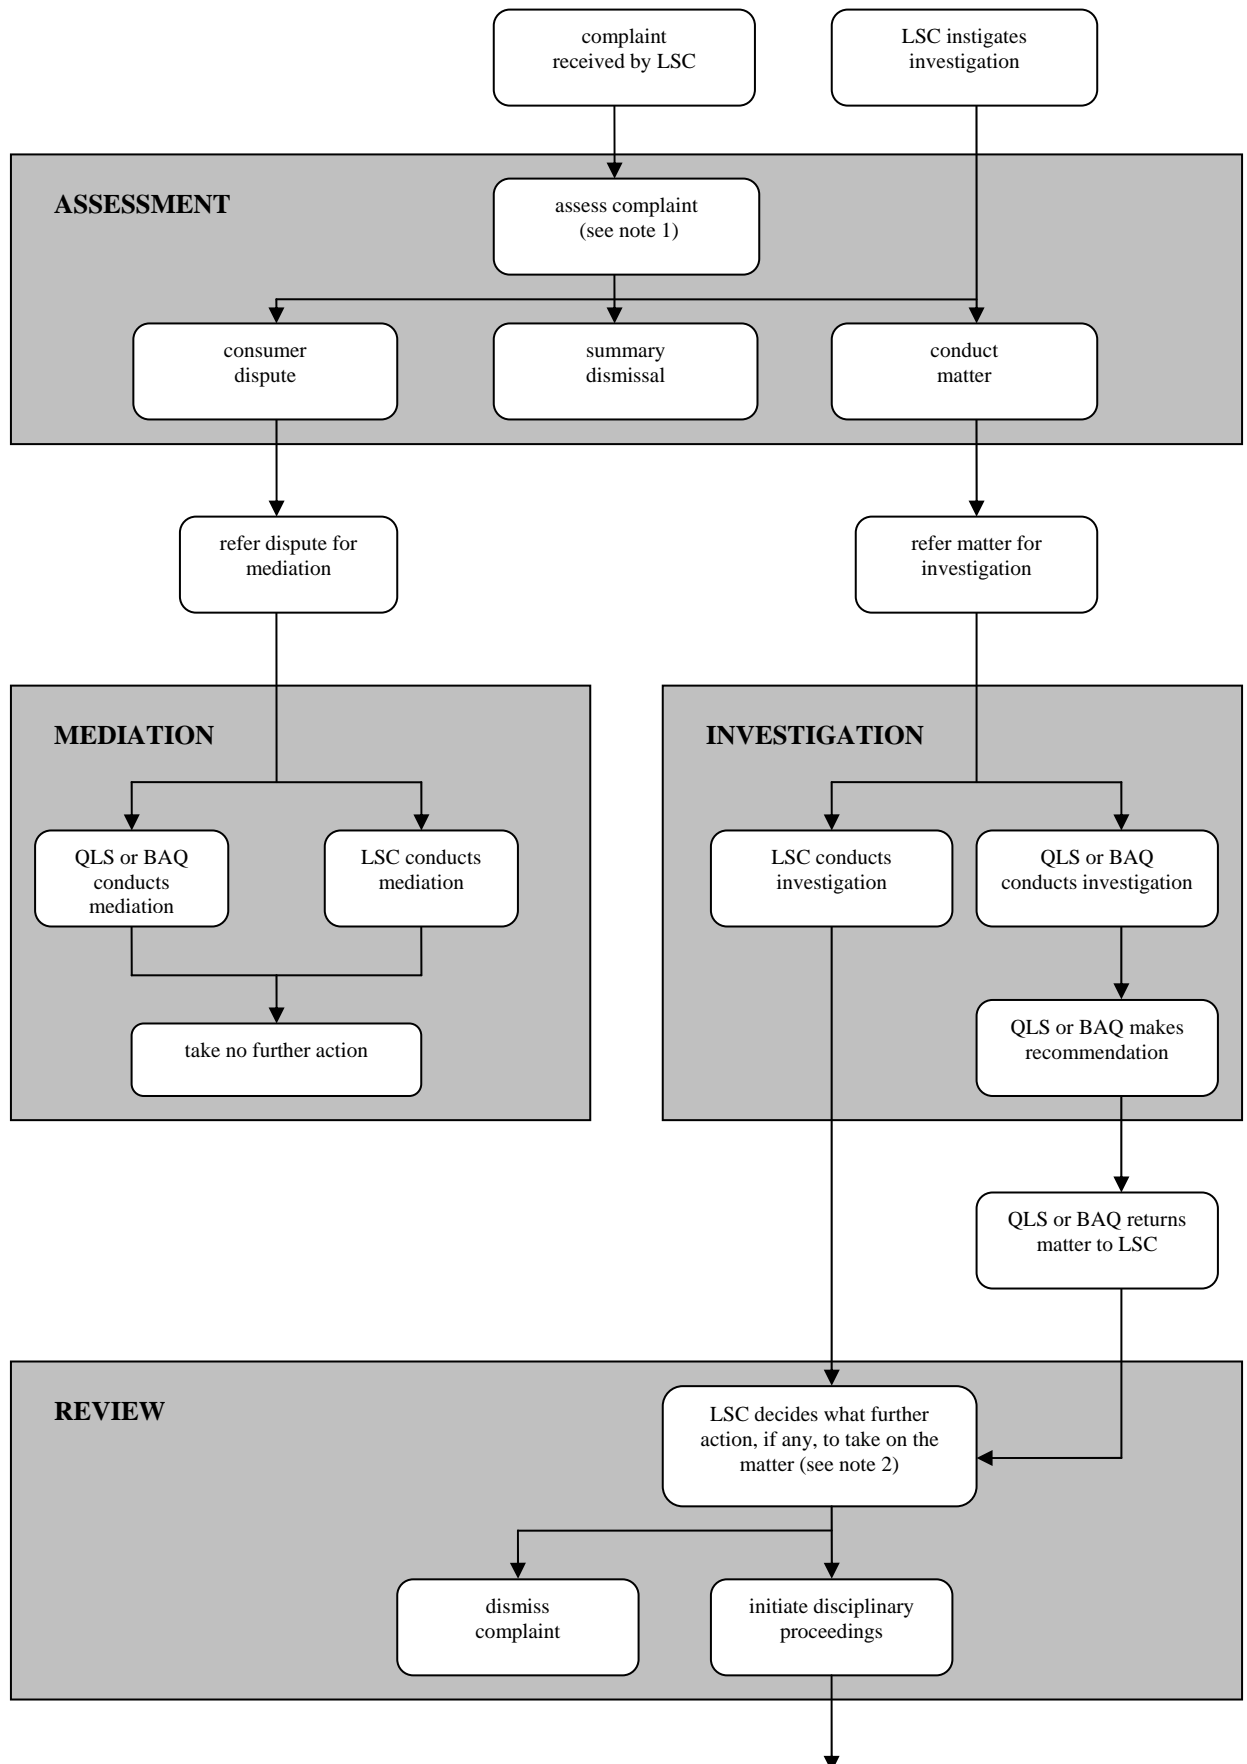 complaint
received by LSC
LSC instigates
investigation
ASSESSMENT
assess complaint
(see note 1)
consumer
dispute
summary
dismissal
conduct
matter
refer dispute for
mediation
refer matter for
investigation
MEDIATION
QLS or BAQ
conducts
mediation
LSC conducts
mediation
take no further action
INVESTIGATION
LSC conducts
investigation
QLS or BAQ
conducts investigation
QLS or BAQ makes
recommendation
QLS or BAQ returns
matter to LSC
REVIEW
LSC decides what further
action, if any, to take on the
matter (see note 2)
dismiss
complaint
initiate disciplinary
proceedings